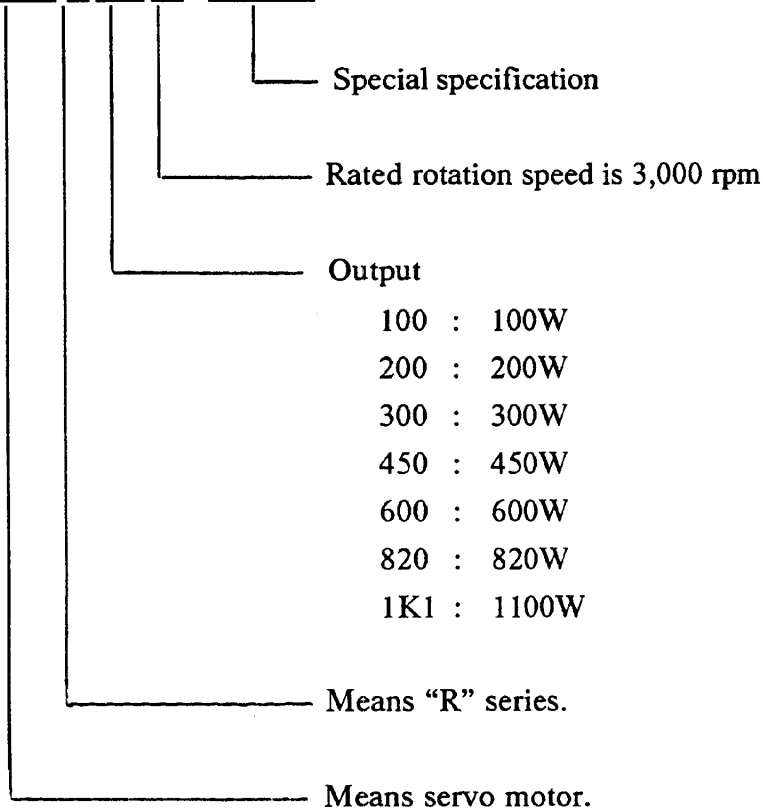 Special specification
Rated rotation speed is 3,000 rpm
Output
100 : 100W
200 : 200W
300 : 300W
450 : 450W
600 : 600W
820 : 820W
1K1 : 1100W
Means “R” series.
Means servo motor.